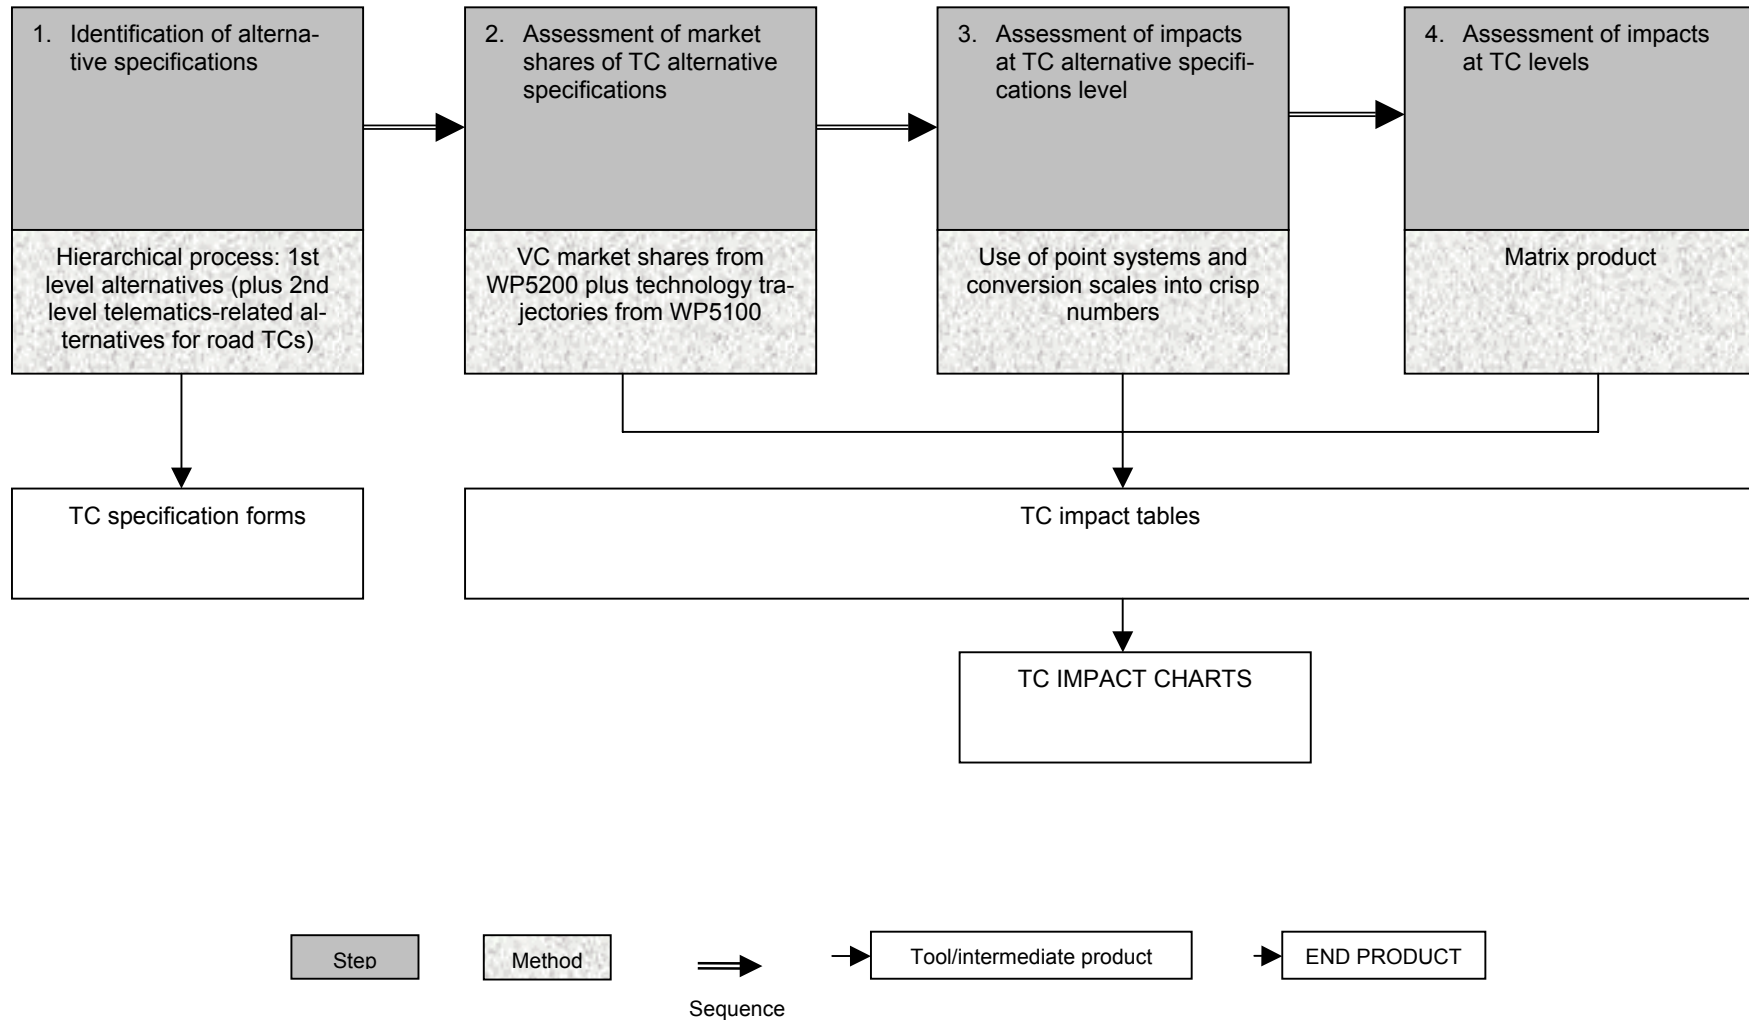 1. Identification of alterna-
tive specifications
Hierarchical process: 1st
level alternatives (plus 2nd
level telematics-related al-
ternatives for road TCs)
2. Assessment of market
shares of TC alternative
specifications
VC market shares from
WP5200 plus technology tra-
jectories from WP5100
3. Assessment of impacts
at TC alternative specifi-
cations level
Use of point systems and
conversion scales into crisp
numbers
4. Assessment of impacts
at TC levels
Matrix product
TC specification forms
TC impact tables
TC IMPACT CHARTS
Step
Method
Sequence
Tool/intermediate product
END PRODUCT